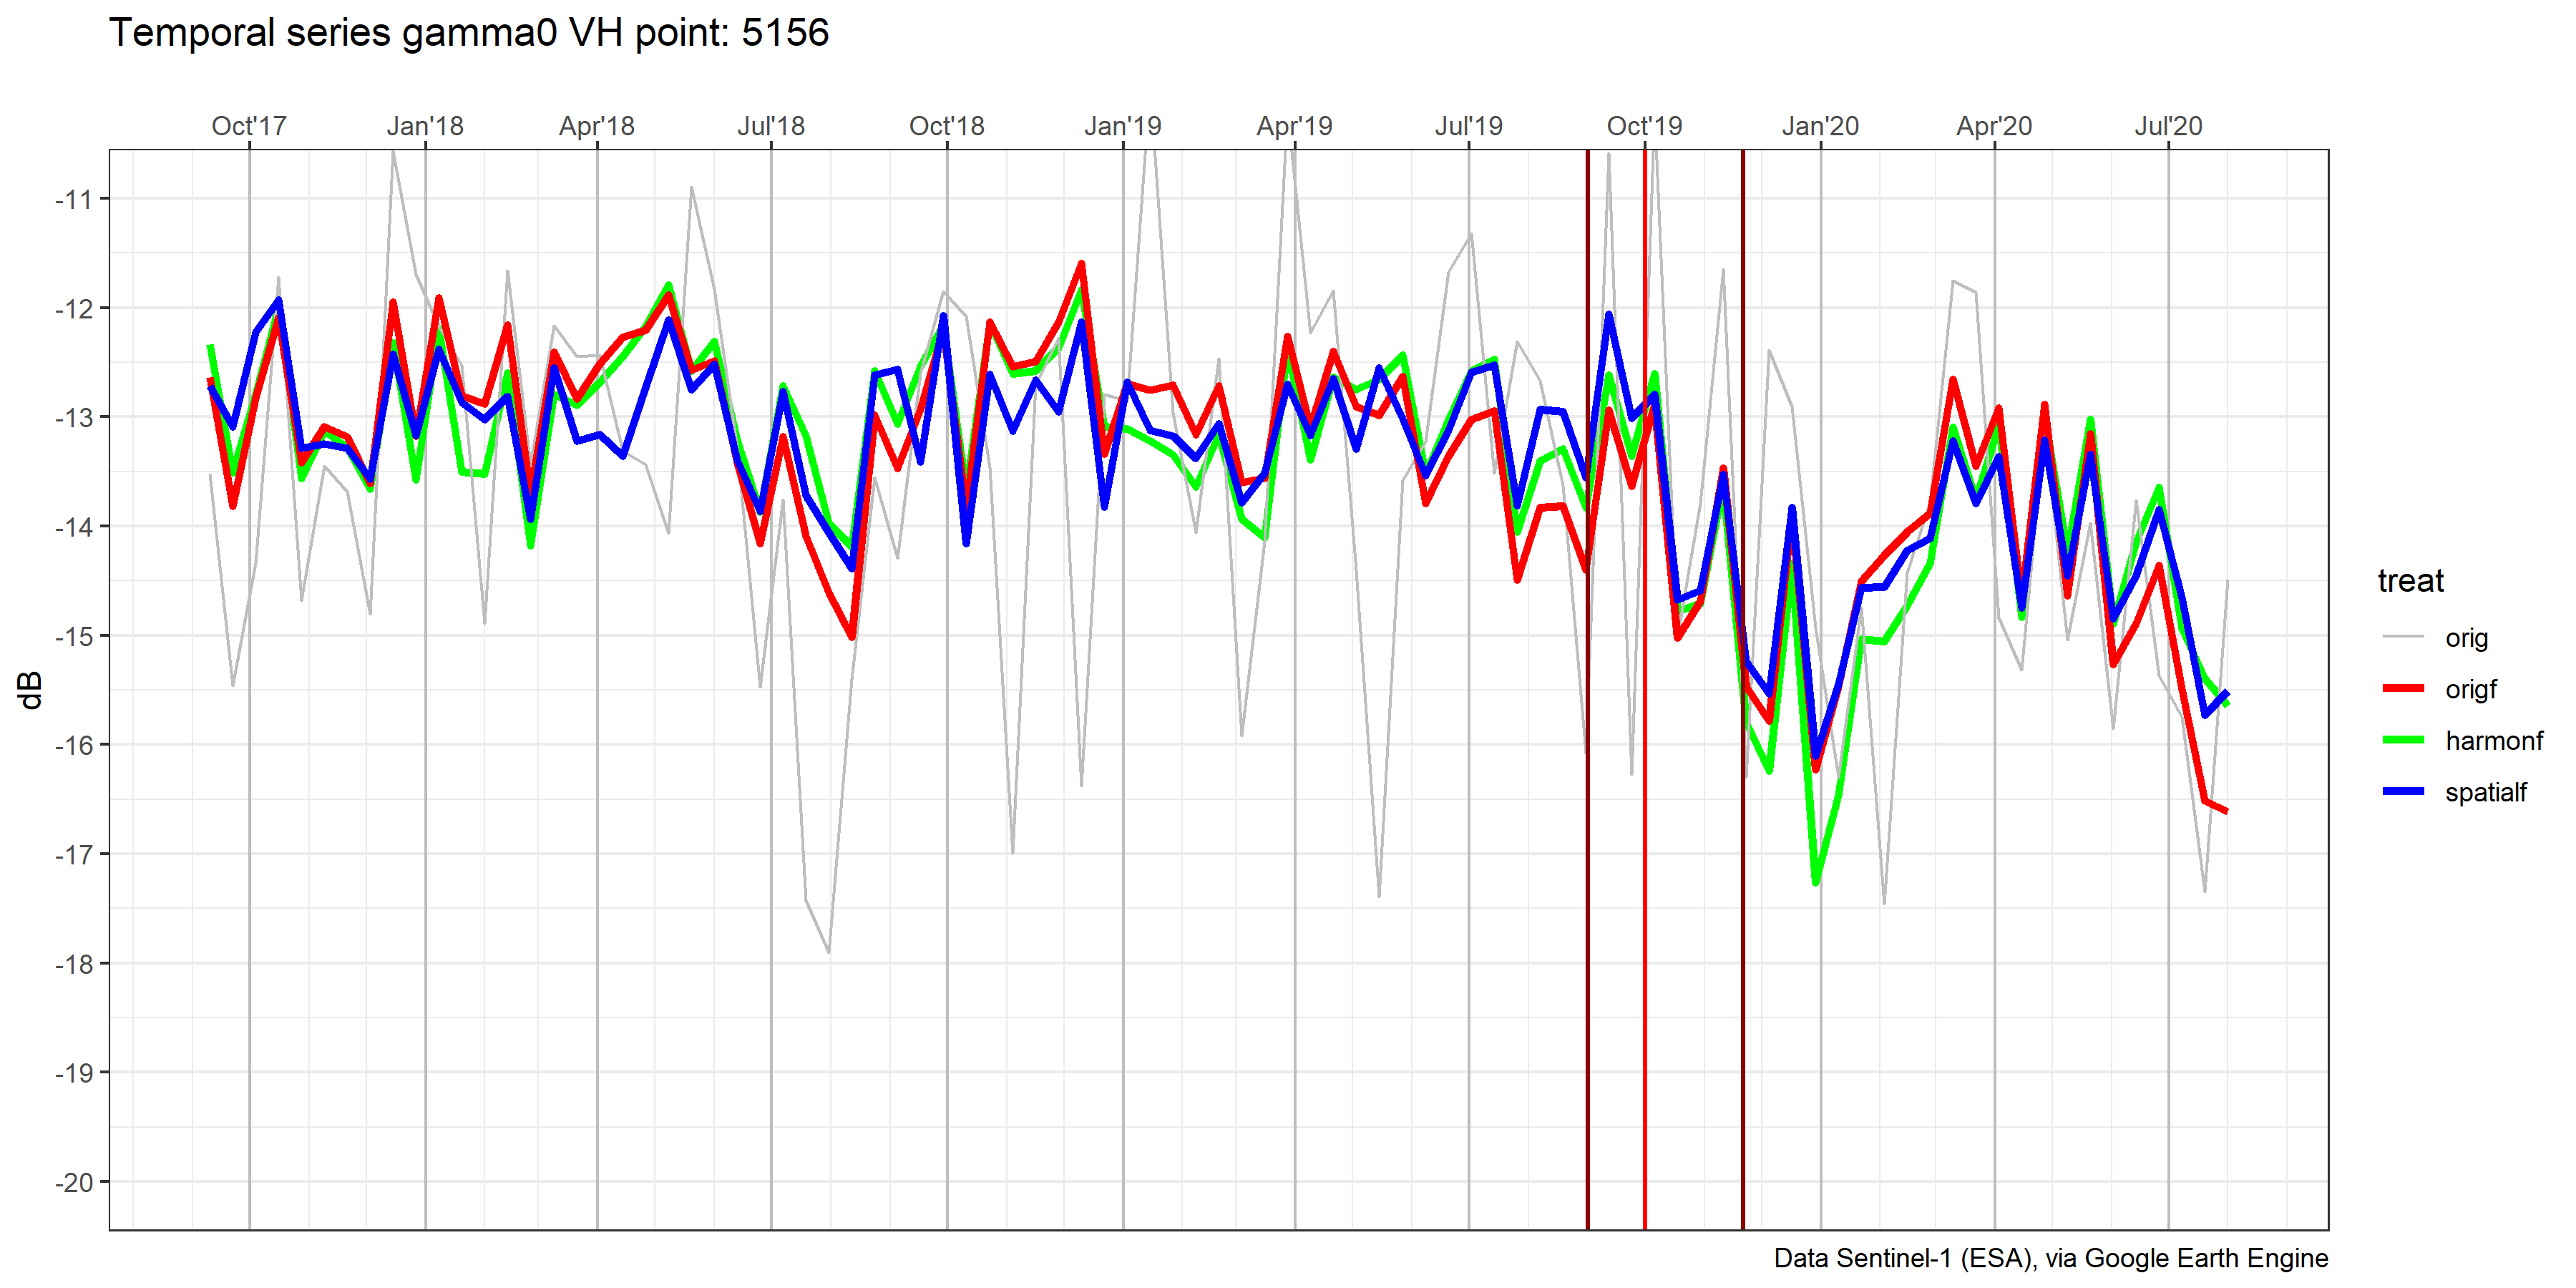 Temporal series gamma0 VH point: 5156
Oct'17 Jan'18 Apr'18 Jul'18 Oct'18 Jan'19 Apr'19 Jul'19 Oct'19 Jan'20 Apr'20 Jul'20
-11
-12
-13
-14
-15
-16
-17
-18
-19
-20
dB
treat
orig
origf
harmonf
spatialf
Data Sentinel-1 (ESA), via Google Earth Engine